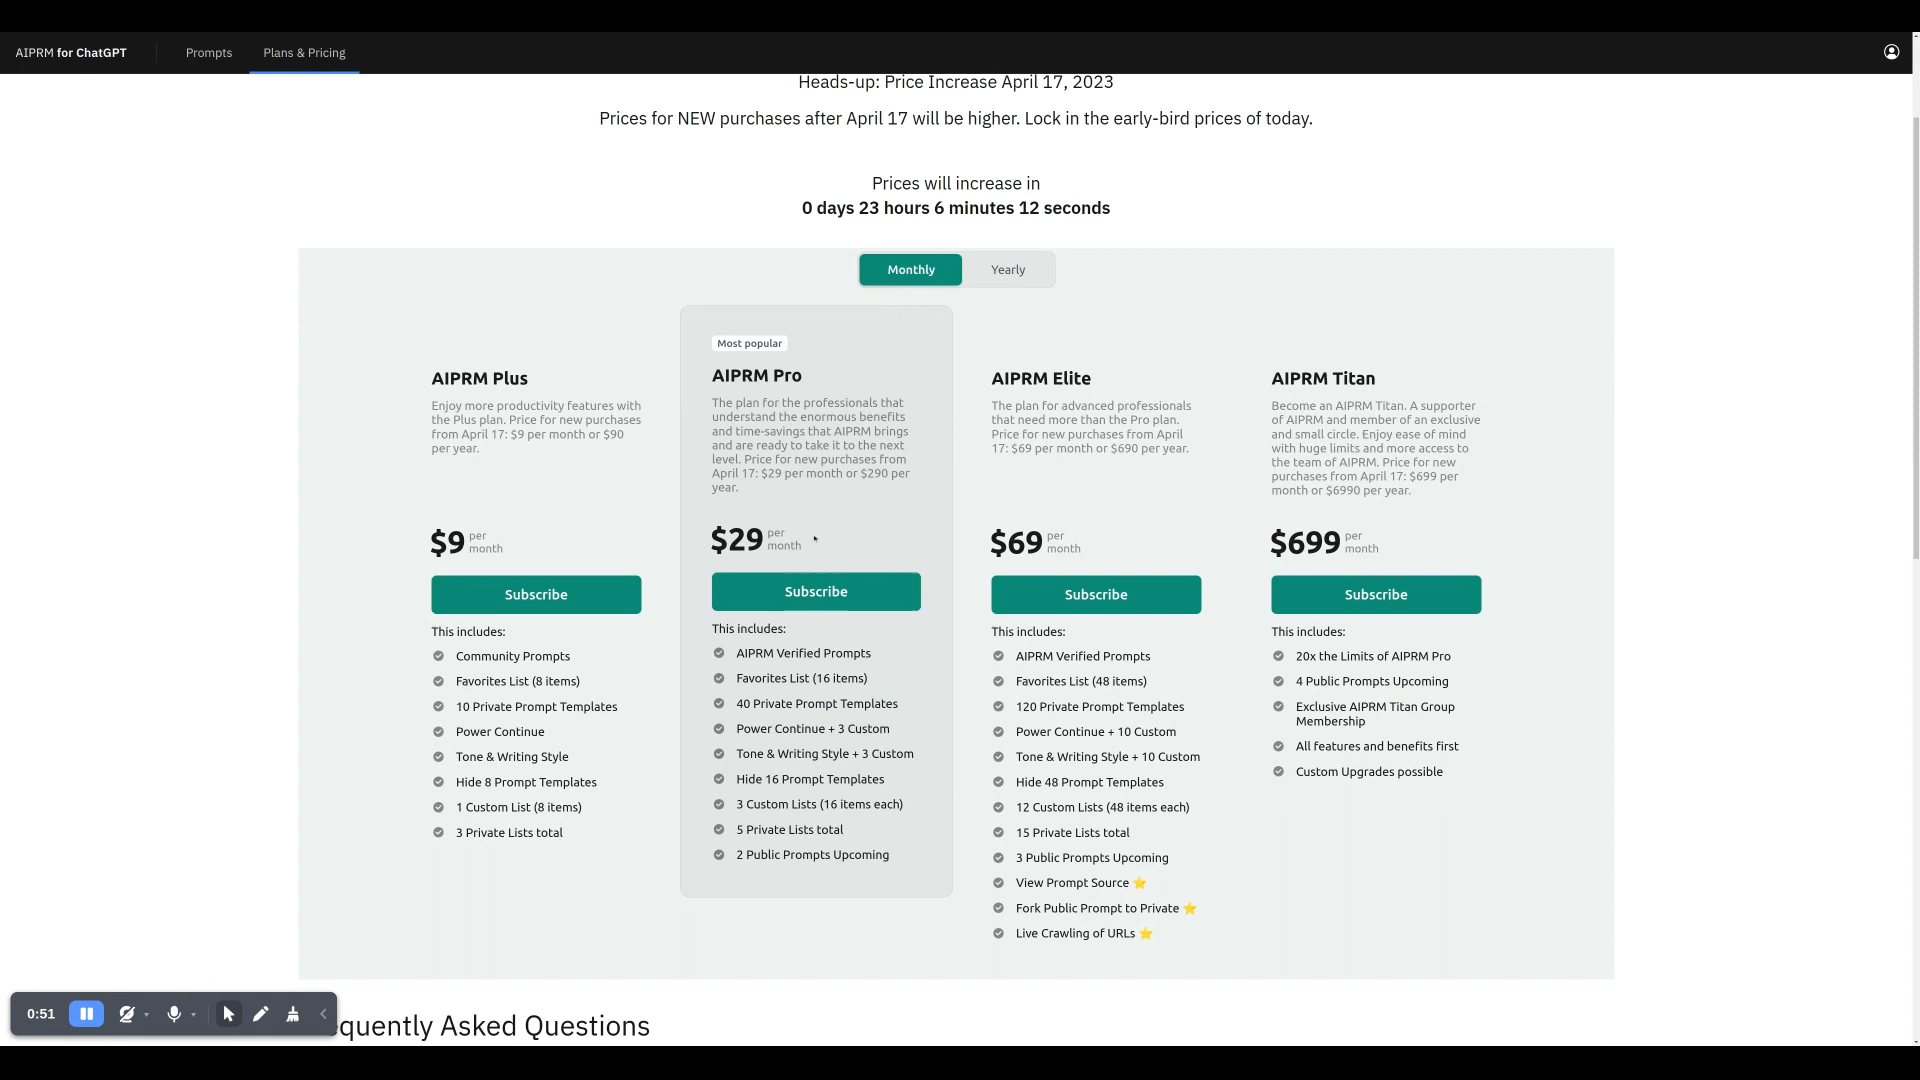 AIPRM for ChatGPT
Prompts
Plans & Pricing
Heads-up: Price Increase April 17, 2023
Prices for NEW purchases after April 17 will be higher. Lock in the early-bird prices of today.
Prices will increase in
0 days 23 hours 6 minutes 12 seconds
Monthly
Yearly
AIPRM Plus
Enjoy more productivity features with
the Plus plan. Price for new purchases
from April 17: $9 per month or $90
per year.
$9 per
month
Subscribe
This includes:
Community Prompts
Favorites List (8 items)
10 Private Prompt Templates
Power Continue
Tone & Writing Style
Hide 8 Prompt Templates
1 Custom List (8 items)
3 Private Lists total
Most popular
AIPRM Pro
The plan for the professionals that
understand the enormous benefits
and time-savings that AIPRM brings
and are ready to take it to the next
level. Price for new purchases from
April 17: $29 per month or $290 per
year.
$29 per
month
Subscribe
This includes:
AIPRM Verified Prompts
Favorites List (16 items)
40 Private Prompt Templates
Power Continue + 3 Custom
Tone & Writing Style + 3 Custom
Hide 16 Prompt Templates
3 Custom Lists (16 items each)
5 Private Lists total
2 Public Prompts Upcoming
AIPRM Elite
The plan for advanced professionals
that need more than the Pro plan.
Price for new purchases from April
17: $69 per month or $690 per year.
$69 per
month
Subscribe
This includes:
AIPRM Verified Prompts
Favorites List (48 items)
120 Private Prompt Templates
Power Continue + 10 Custom
Tone & Writing Style + 10 Custom
Hide 48 Prompt Templates
12 Custom Lists (48 items each)
15 Private Lists total
3 Public Prompts Upcoming
View Prompt Source ⭐
Fork Public Prompt to Private ⭐
Live Crawling of URLs ⭐
AIPRM Titan
Become an AIPRM Titan. A supporter
of AIPRM and member of an exclusive
and small circle. Enjoy ease of mind
with huge limits and more access to
the team of AIPRM. Price for new
purchases from April 17: $699 per
month or $6990 per year.
$699 per
month
Subscribe
This includes:
20x the Limits of AIPRM Pro
4 Public Prompts Upcoming
Exclusive AIPRM Titan Group
Membership
All features and benefits first
Custom Upgrades possible
0:51
quently Asked Questions